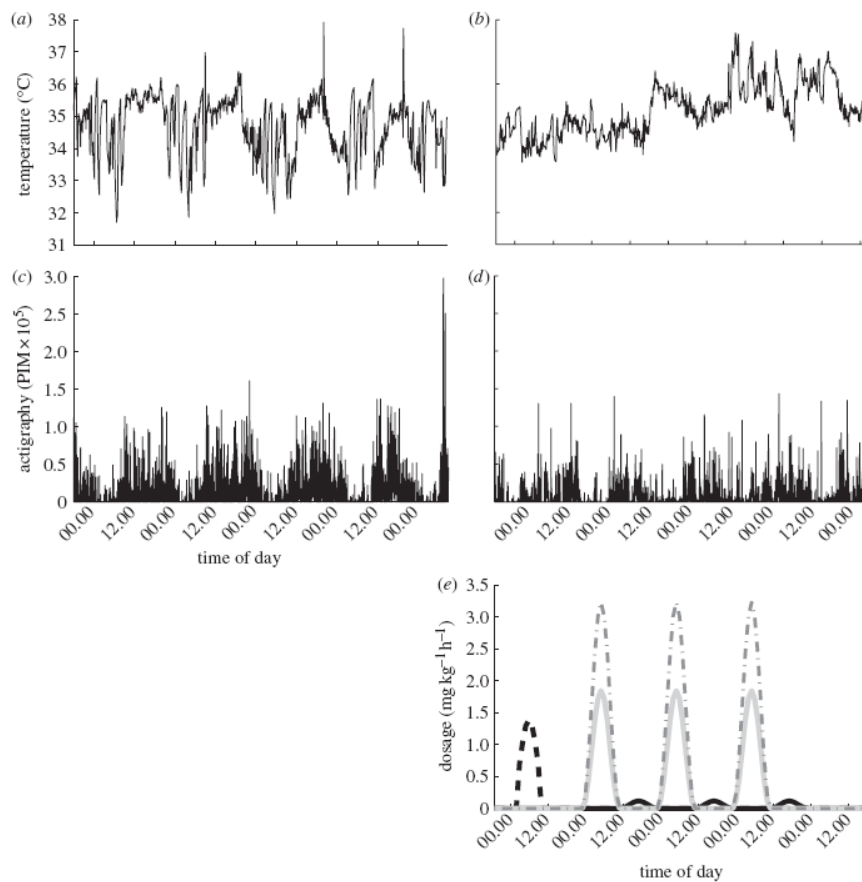 (a)
38
37
36
35
34
33
32
31
temperature (°C)
(b)
(c)
3.0
2.5
2.0
1.5
1.0
0.5
0
actigraphy (PIM × 10⁵)
00.00 12.00 00.00 12.00 00.00 12.00 00.00 12.00 00.00
time of day
(d)
00.00 12.00 00.00 12.00 00.00 12.00 00.00 12.00 00.00
(e)
3.5
3.0
2.5
2.0
1.5
1.0
0.5
0
dosage (mg kg⁻¹ h⁻¹)
00.00 12.00 00.00 12.00 00.00 12.00 00.00 12.00 00.00 12.00
time of day